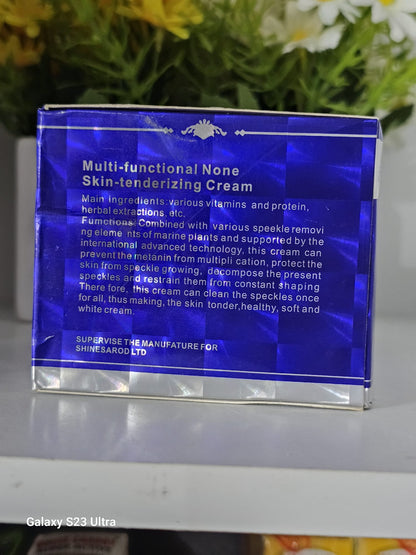 Multi-functional None
Skin-tenderizing Cream
Main ingredients:various vitamins and protein,
herbal extractions, etc.
Fumctions: Combined with various speekle removi
ng eleme nts of marine plants and supported by the
international advanced technology, this cream can
prevent the metanin from multipli cation, protect the
skin from speckie growing, decompose the present
speckles and restrain them from constant shaping
There fore, this cream can clean the speckles once
for all, thus making, the skin tonder,healthy, soft and
white cream.
SUPERVISE THE MANUFATURE FOR
SHINESAROD LTD
Galaxy S23 Ultra